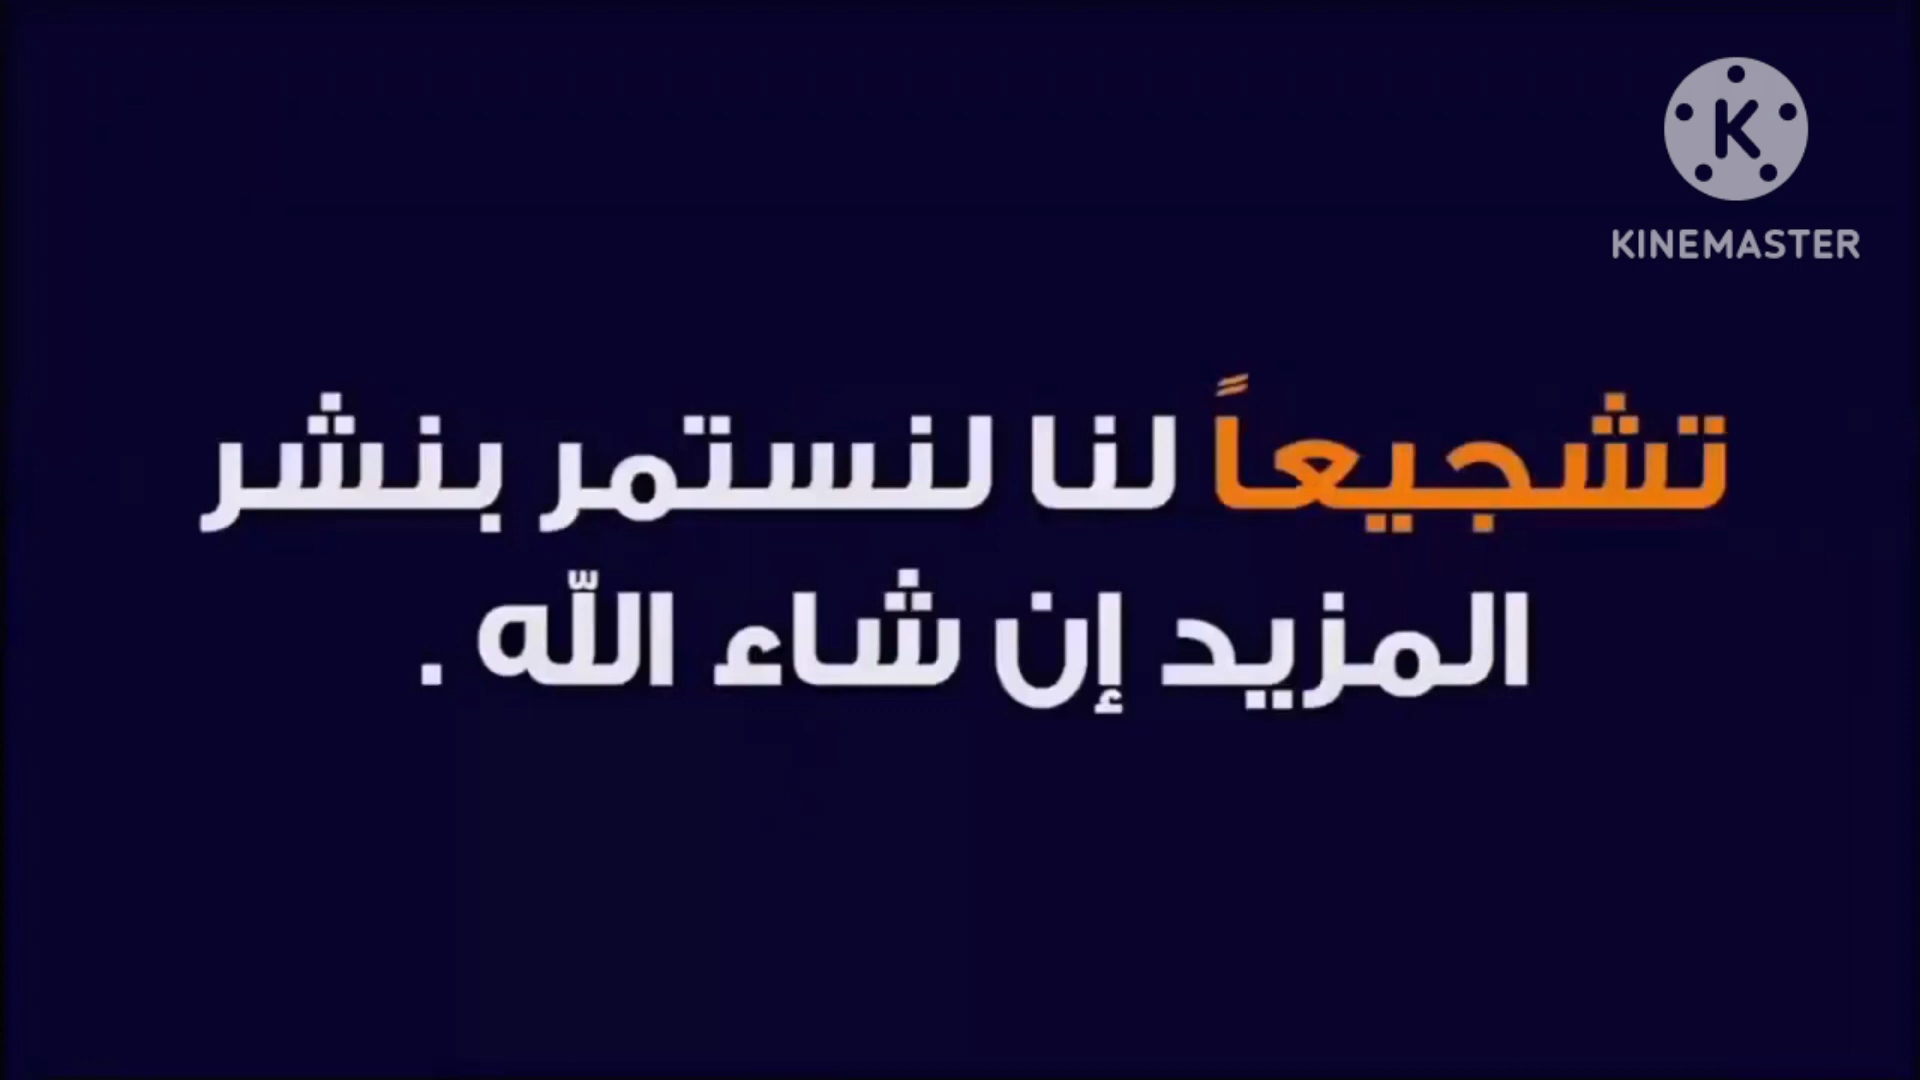 KINEMASTER
تشجيعاً لنا لنستمر بنشر
المزيد إن شاء اللّه .